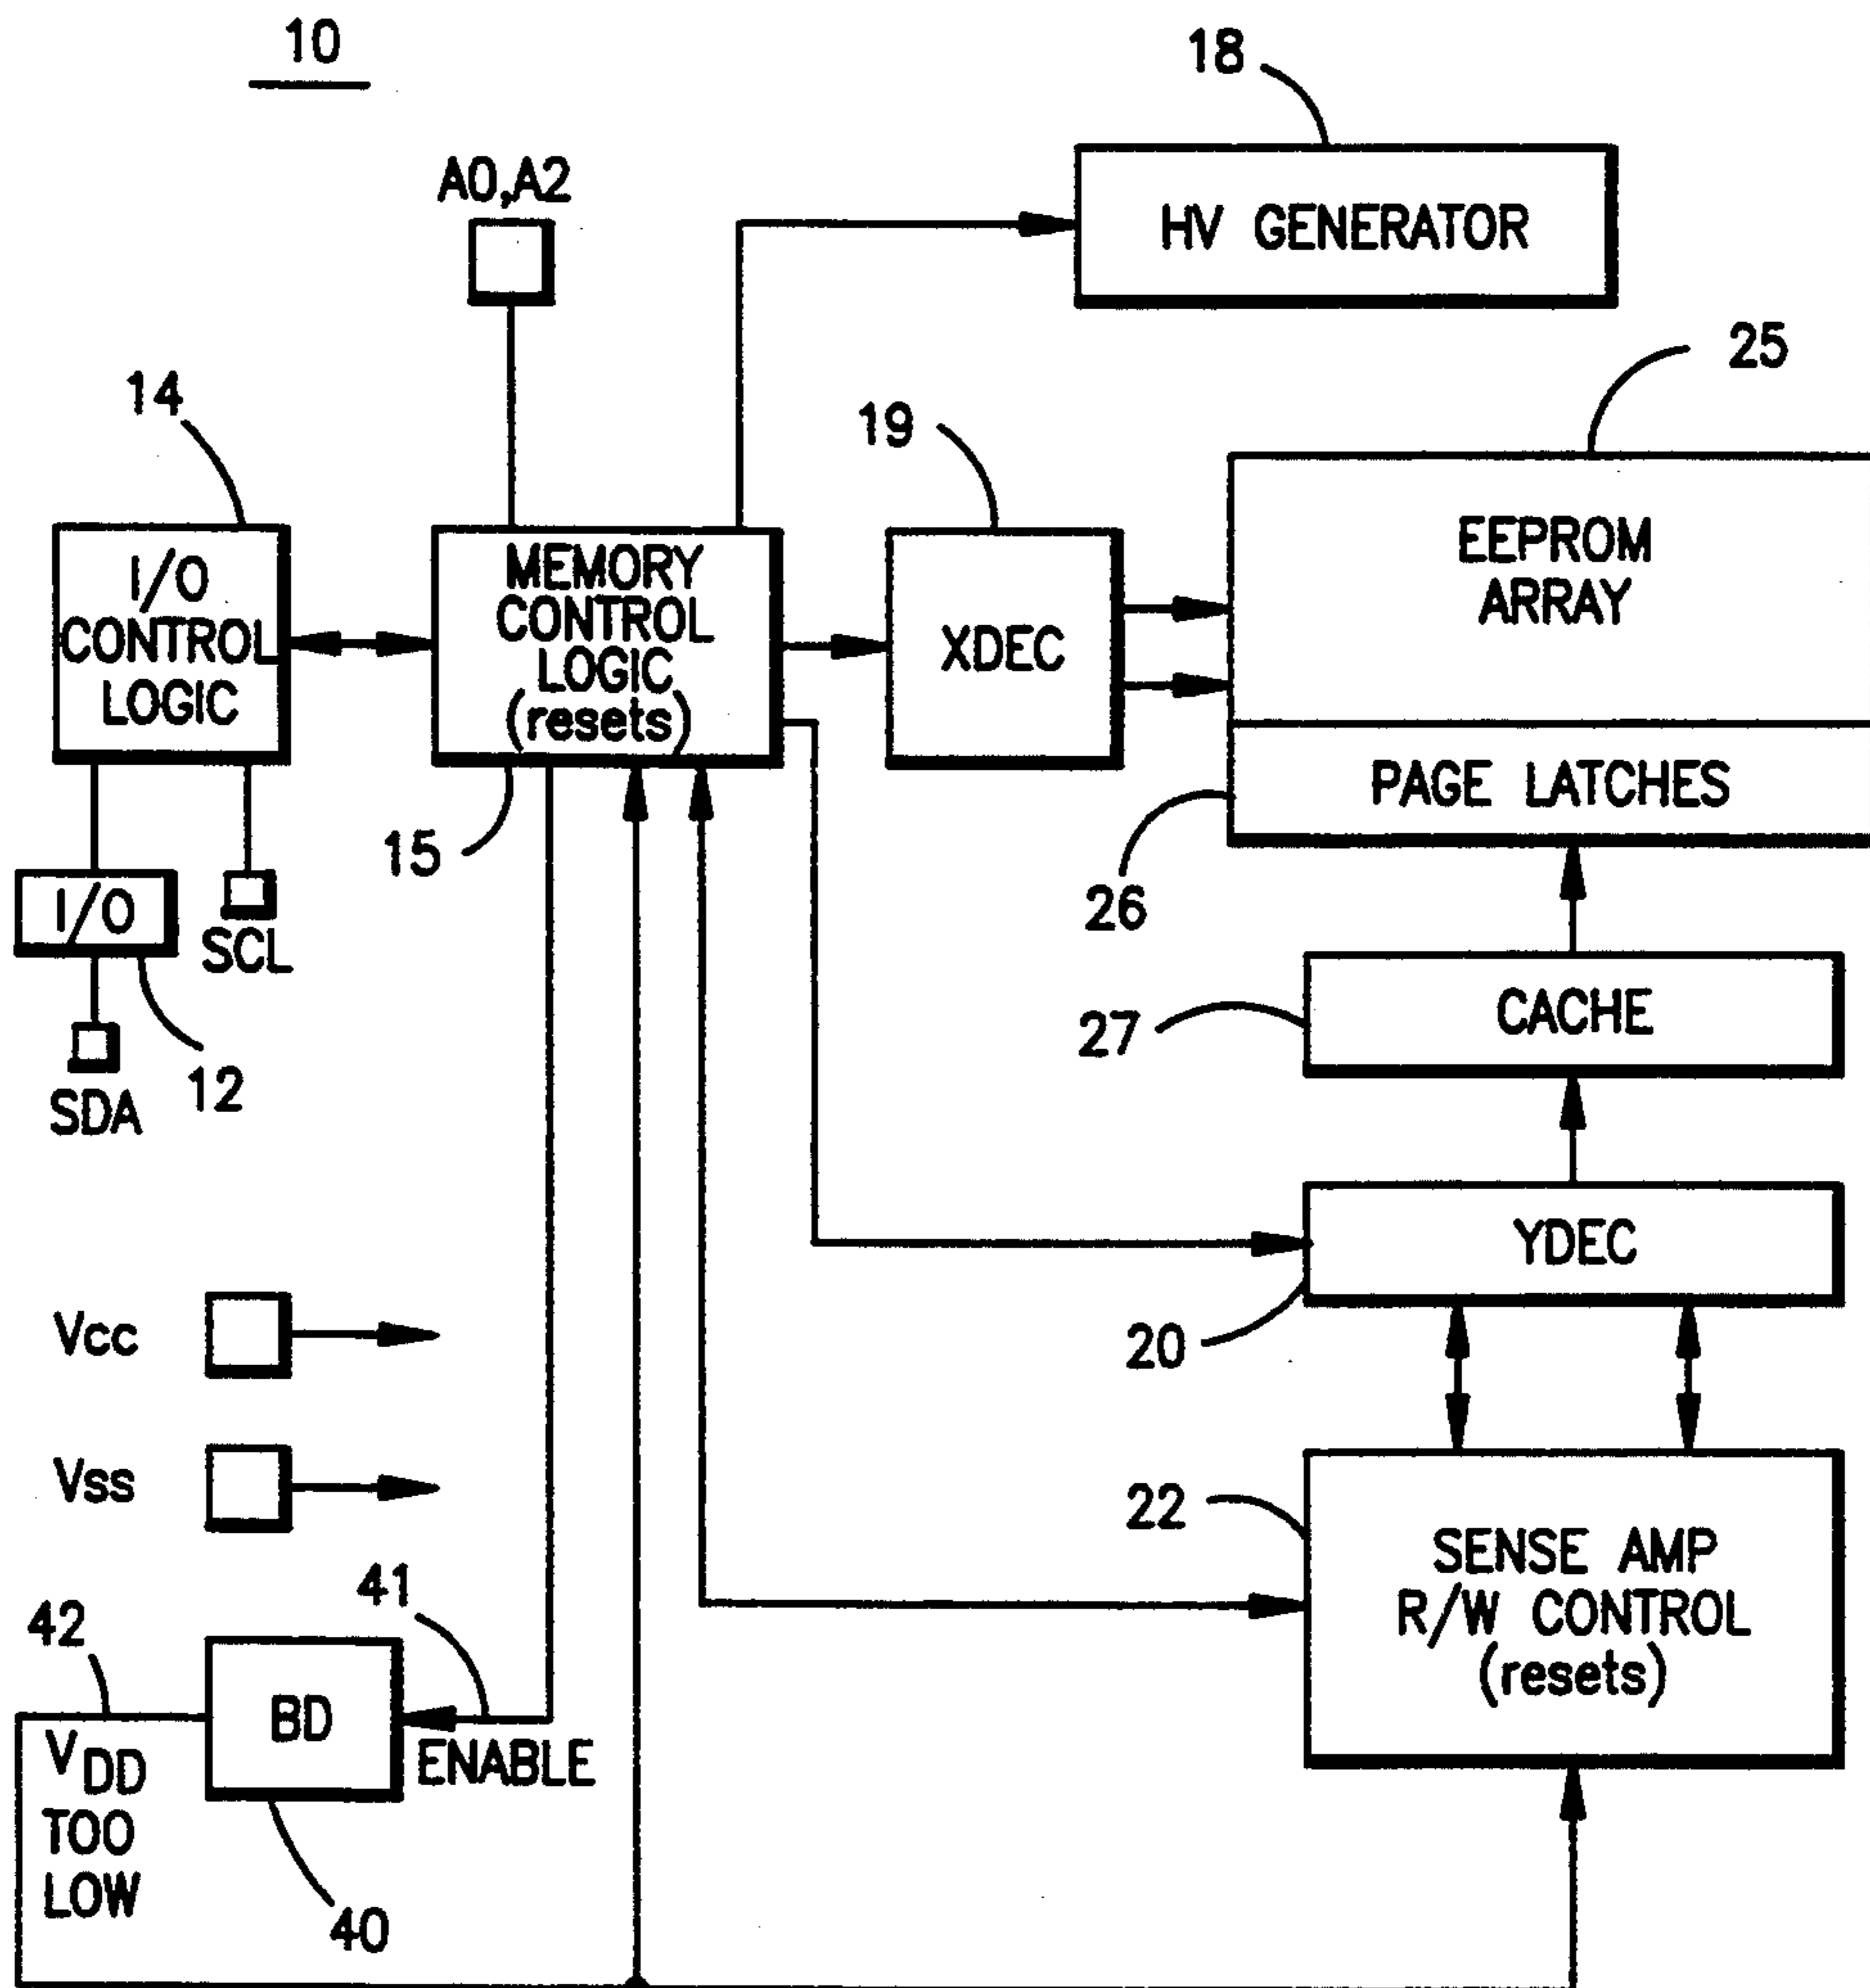 10
18
A0,A2
HV GENERATOR
25
14
19
I/O
CONTROL
LOGIC
MEMORY
CONTROL
LOGIC
(resets)
XDEC
EEPROM
ARRAY
PAGE LATCHES
15
26
I/O
SCL
CACHE
27
12
SDA
YDEC
20
Vcc
Vss
22
SENSE AMP
R/W CONTROL
(resets)
41
42
BD
ENABLE
VDD
TOO
LOW
40